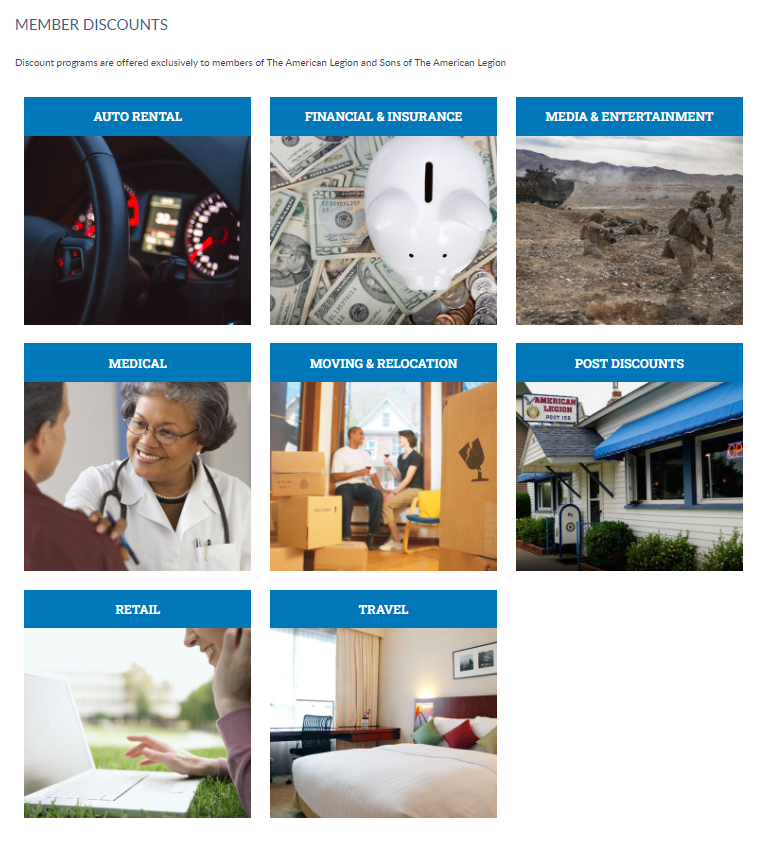 MEMBER DISCOUNTS
Discount programs are offered exclusively to members of The American Legion and Sons of The American Legion
AUTO RENTAL
FINANCIAL & INSURANCE
MEDIA & ENTERTAINMENT
MEDICAL
MOVING & RELOCATION
POST DISCOUNTS
AMERICAN
LEGION
POST 155
RETAIL
TRAVEL